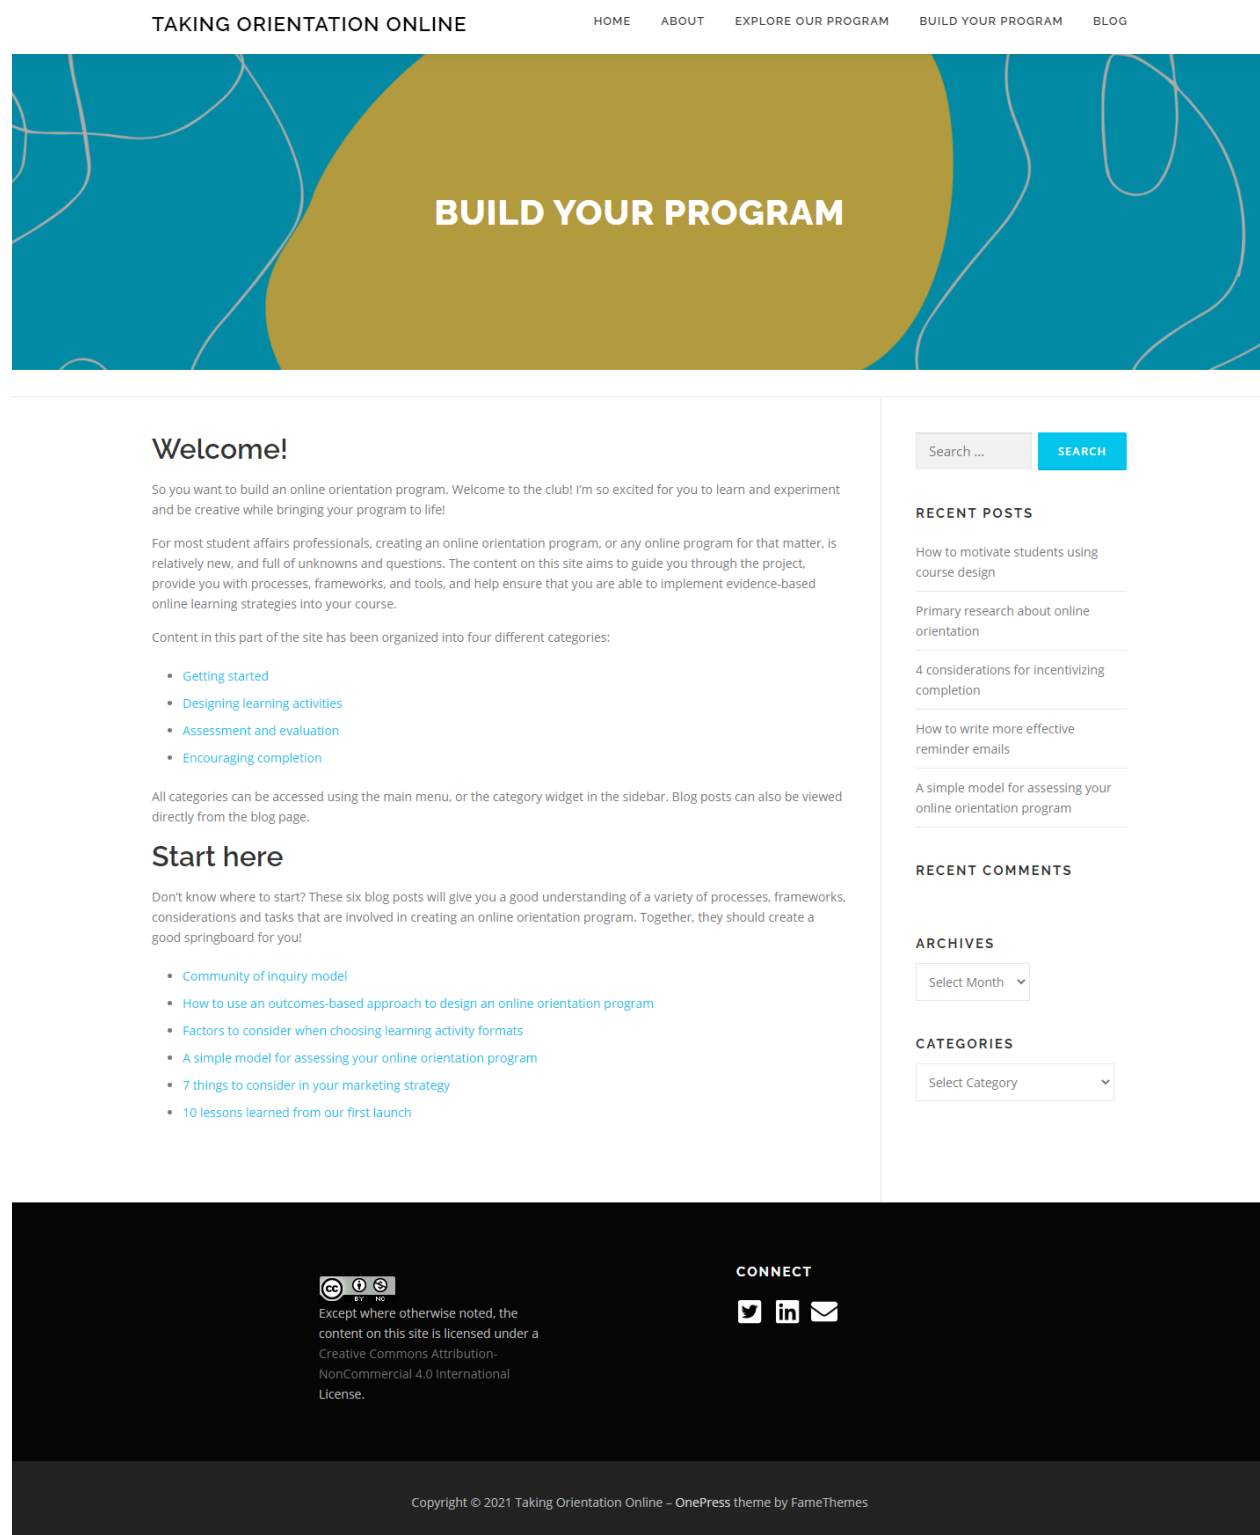 TAKING ORIENTATION ONLINE
HOME ABOUT EXPLORE OUR PROGRAM BUILD YOUR PROGRAM BLOG
BUILD YOUR PROGRAM
Welcome!
So you want to build an online orientation program. Welcome to the club! I'm so excited for you to learn and experiment
and be creative while bringing your program to life!
For most student affairs professionals, creating an online orientation program, or any online program for that matter, is
relatively new, and full of unknowns and questions. The content on this site aims to guide you through the project,
provide you with processes, frameworks, and tools, and help ensure that you are able to implement evidence-based
online learning strategies into your course.
Content in this part of the site has been organized into four different categories:
Getting started
Designing learning activities
Assessment and evaluation
Encouraging completion
All categories can be accessed using the main menu, or the category widget in the sidebar. Blog posts can also be viewed
directly from the blog page.
Start here
Don't know where to start? These six blog posts will give you a good understanding of a variety of processes, frameworks,
considerations and tasks that are involved in creating an online orientation program. Together, they should create a
good springboard for you!
Community of inquiry model
How to use an outcomes-based approach to design an online orientation program
Factors to consider when choosing learning activity formats
A simple model for assessing your online orientation program
7 things to consider in your marketing strategy
10 lessons learned from our first launch
Search ...
SEARCH
RECENT POSTS
How to motivate students using
course design
Primary research about online
orientation
4 considerations for incentivizing
completion
How to write more effective
reminder emails
A simple model for assessing your
online orientation program
RECENT COMMENTS
ARCHIVES
Select Month
CATEGORIES
Select Category
cc BY NC
Except where otherwise noted, the
content on this site is licensed under a
Creative Commons Attribution-
NonCommercial 4.0 International
License.
CONNECT
in
Copyright © 2021 Taking Orientation Online – OnePress theme by FameThemes